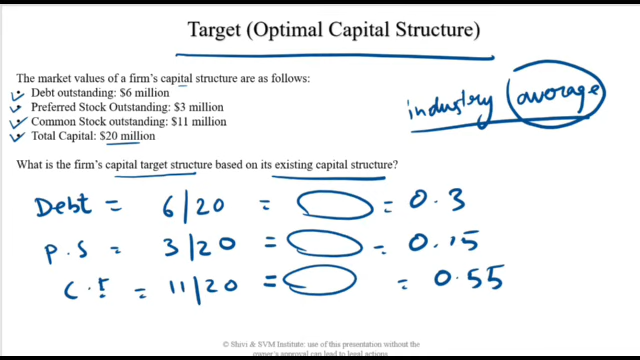 Target (Optimal Capital Structure)
The market values of a firm's capital structure are as follows:
Debt outstanding: $6 million
Preferred Stock Outstanding: $3 million
Common Stock outstanding: $11 million
Total Capital: $20 million
industry average
What is the firm's capital target structure based on its existing capital structure?
Debt = 6/20 = = 0.3
P.S = 3/20 = = 0.15
= 11/20 = = 0.55
© Shivi & SVM Institute: use of this presentation without the
owner's approval can lead to legal actions.